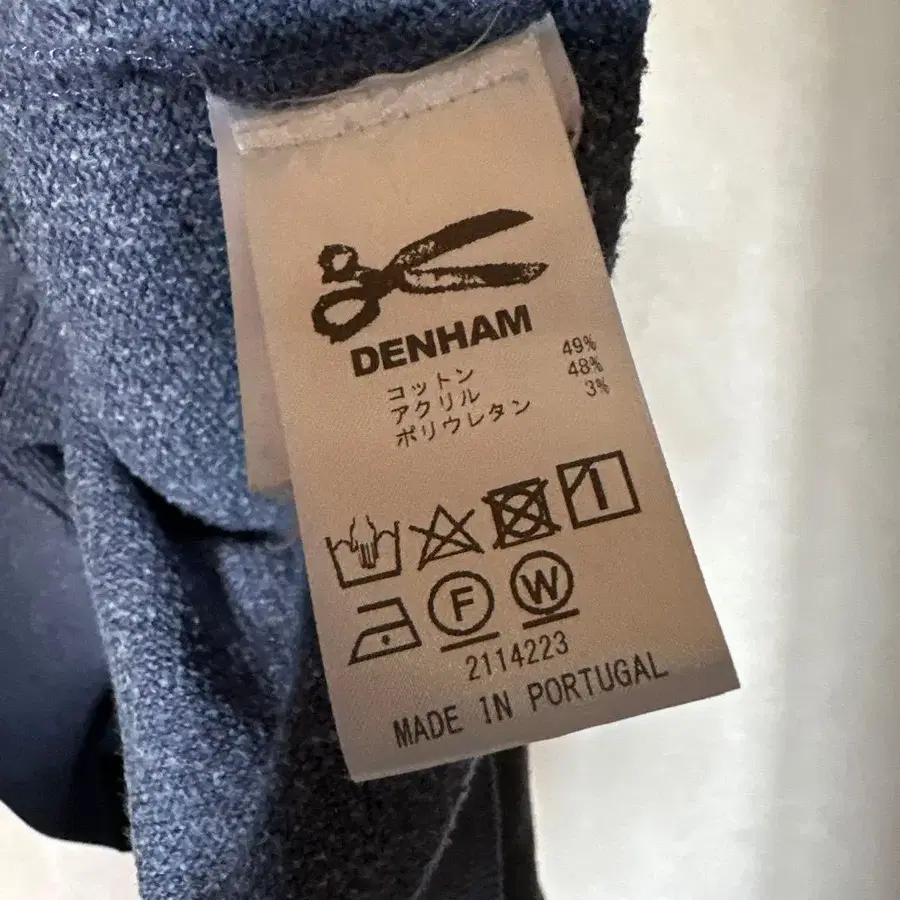 DENHAM
コットン 49%
アクリル 48%
ポリウレタン 3%
F W
2114223
MADE IN PORTUGAL